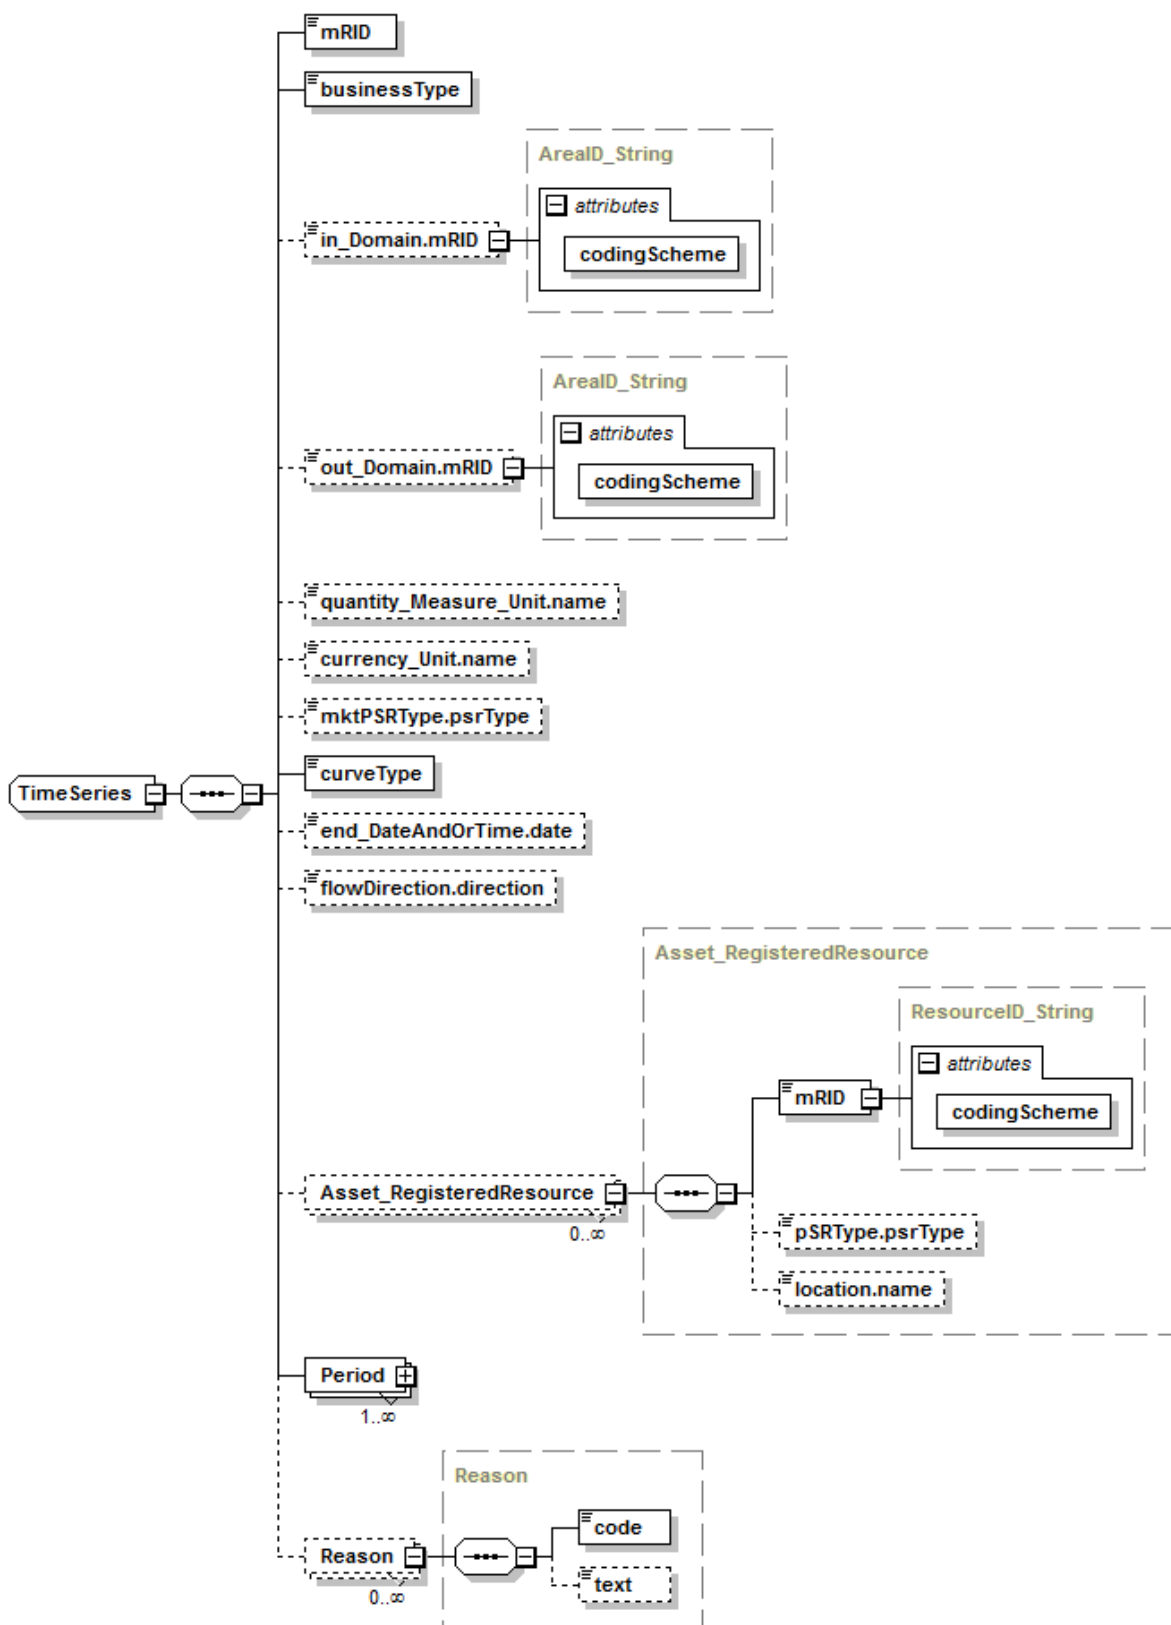 mRID
businessType
AreaID_String
attributes
in_Domain.mRID
codingScheme
AreaID_String
attributes
out_Domain.mRID
codingScheme
quantity_Measure_Unit.name
currency_Unit.name
mktPSRType.psrType
curveType
TimeSeries
end_DateAndOrTime.date
flowDirection.direction
Asset_RegisteredResource
ResourceID_String
attributes
mRID
codingScheme
Asset_RegisteredResource
0..∞
pSRType.psrType
location.name
Period
1..∞
Reason
code
Reason
0..∞
text